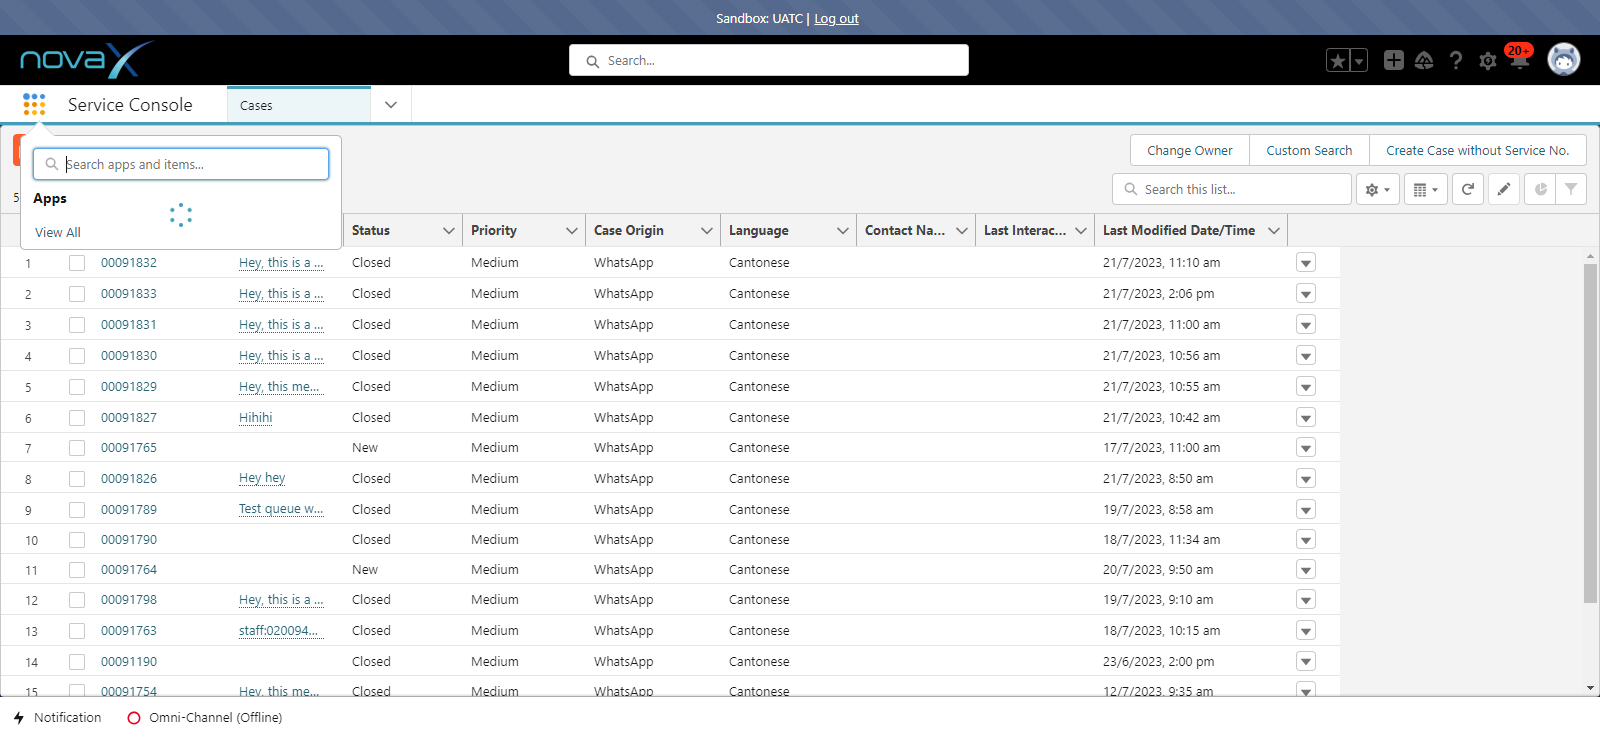 Sandbox: UATC | Log out
novaX
Search...
20+
Service Console
Cases
Search apps and items...
Apps
View All
5
Change Owner
Custom Search
Create Case without Service No.
Search this list...
Status Priority Case Origin Language Contact Na... Last Interac... Last Modified Date/Time
1 00091832 Hey, this is a ... Closed Medium WhatsApp Cantonese 21/7/2023, 11:10 am
2 00091833 Hey, this is a ... Closed Medium WhatsApp Cantonese 21/7/2023, 2:06 pm
3 00091831 Hey, this is a ... Closed Medium WhatsApp Cantonese 21/7/2023, 11:00 am
4 00091830 Hey, this is a ... Closed Medium WhatsApp Cantonese 21/7/2023, 10:56 am
5 00091829 Hey, this me... Closed Medium WhatsApp Cantonese 21/7/2023, 10:55 am
6 00091827 Hihihi Closed Medium WhatsApp Cantonese 21/7/2023, 10:42 am
7 00091765 New Medium WhatsApp Cantonese 17/7/2023, 11:00 am
8 00091826 Hey hey Closed Medium WhatsApp Cantonese 21/7/2023, 8:50 am
9 00091789 Test queue w... Closed Medium WhatsApp Cantonese 19/7/2023, 8:58 am
10 00091790 Closed Medium WhatsApp Cantonese 18/7/2023, 11:34 am
11 00091764 New Medium WhatsApp Cantonese 20/7/2023, 9:50 am
12 00091798 Hey, this is a ... Closed Medium WhatsApp Cantonese 19/7/2023, 9:10 am
13 00091763 staff:020094... Closed Medium WhatsApp Cantonese 18/7/2023, 10:15 am
14 00091190 Closed Medium WhatsApp Cantonese 23/6/2023, 2:00 pm
15 00091754 Hey, this me... Closed Medium WhatsApp Cantonese 12/7/2023, 9:35 am
Notification
Omni-Channel (Offline)